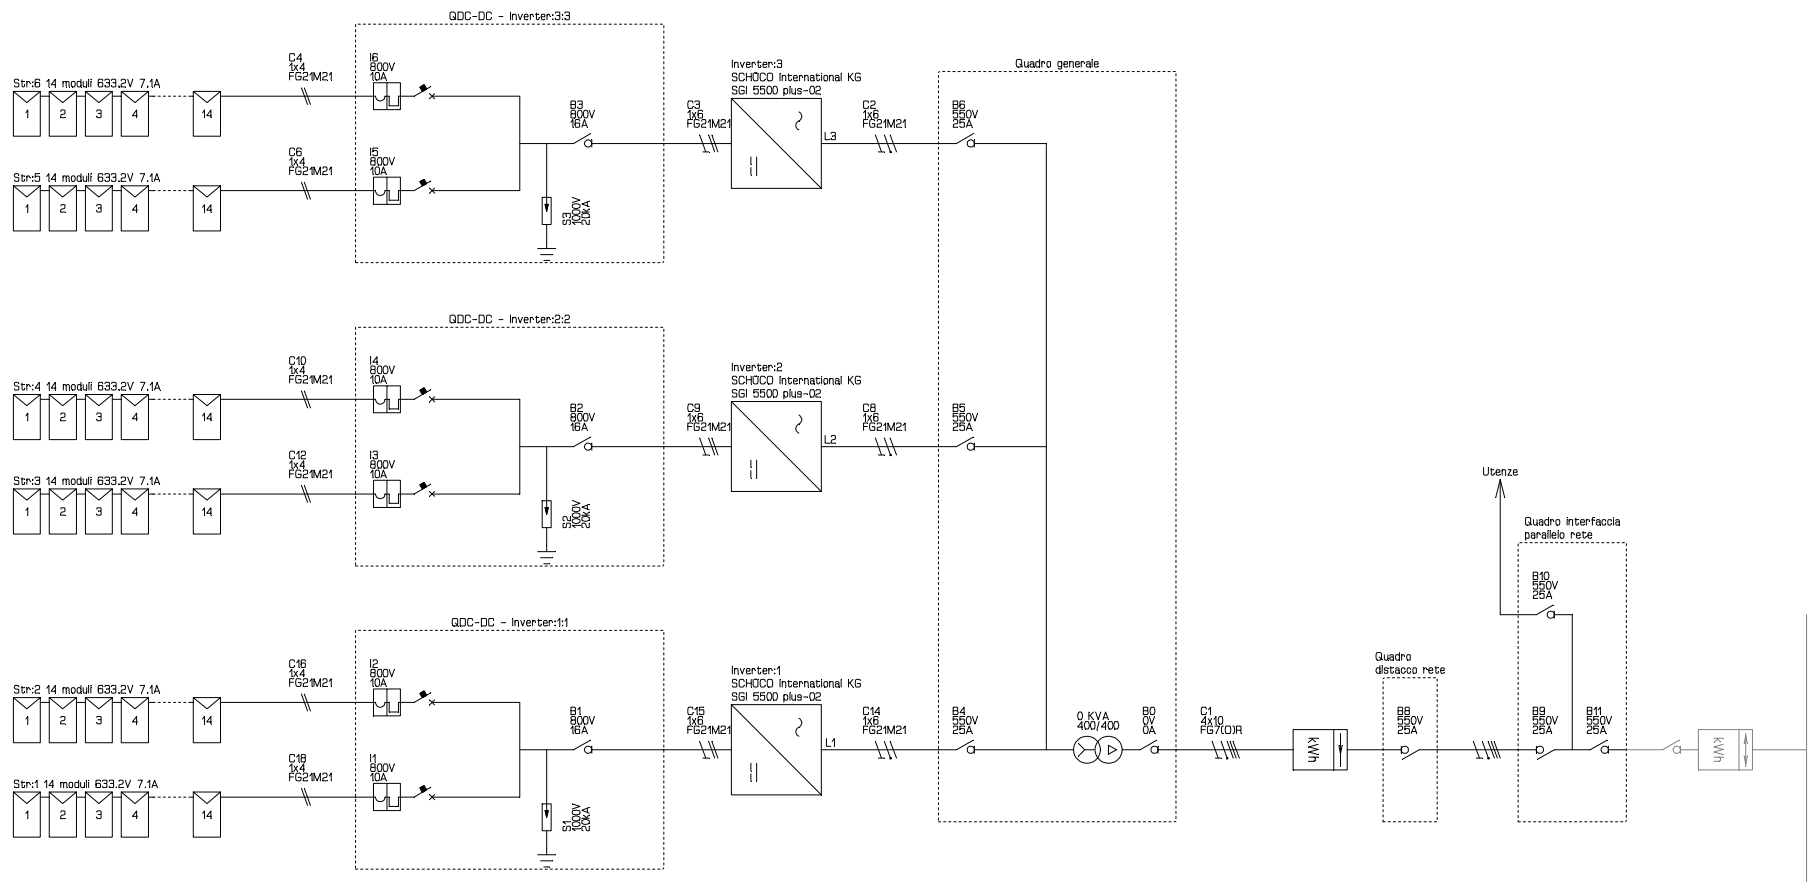 QDC-DC - Inverter:3:3
Str:6 14 moduli 633.2V 7.1A
1
2
3
4
14
C4
1x4
FG21M21
I6
800V
10A
Str:5 14 moduli 633.2V 7.1A
1
2
3
4
14
C6
1x4
FG21M21
I5
800V
10A
S3
1000V
20kA
B3
800V
16A
C3
1x6
FG21M21
Inverter:3
SCHÜCO International KG
SGI 5500 plus-02
L3
C2
1x6
FG21M21
Quadro generale
B6
550V
25A
QDC-DC - Inverter:2:2
Str:4 14 moduli 633.2V 7.1A
1
2
3
4
14
C10
1x4
FG21M21
I4
800V
10A
Str:3 14 moduli 633.2V 7.1A
1
2
3
4
14
C12
1x4
FG21M21
I3
800V
10A
S2
1000V
20kA
B2
800V
16A
C9
1x6
FG21M21
Inverter:2
SCHÜCO International KG
SGI 5500 plus-02
L2
C8
1x6
FG21M21
B5
550V
25A
QDC-DC - Inverter:1:1
Str:2 14 moduli 633.2V 7.1A
1
2
3
4
14
C16
1x4
FG21M21
I2
800V
10A
Str:1 14 moduli 633.2V 7.1A
1
2
3
4
14
C18
1x4
FG21M21
I1
800V
10A
S1
1000V
20kA
B1
800V
16A
C15
1x6
FG21M21
Inverter:1
SCHÜCO International KG
SGI 5500 plus-02
L1
C14
1x6
FG21M21
B4
550V
25A
0 KVA
400/400
B0
0V
0A
C1
4x10
FG7(O)R
kWh
Quadro
distacco rete
B8
550V
25A
Utenze
Quadro interfaccia
parallelo rete
B10
550V
25A
B9
550V
25A
B11
550V
25A
kWh